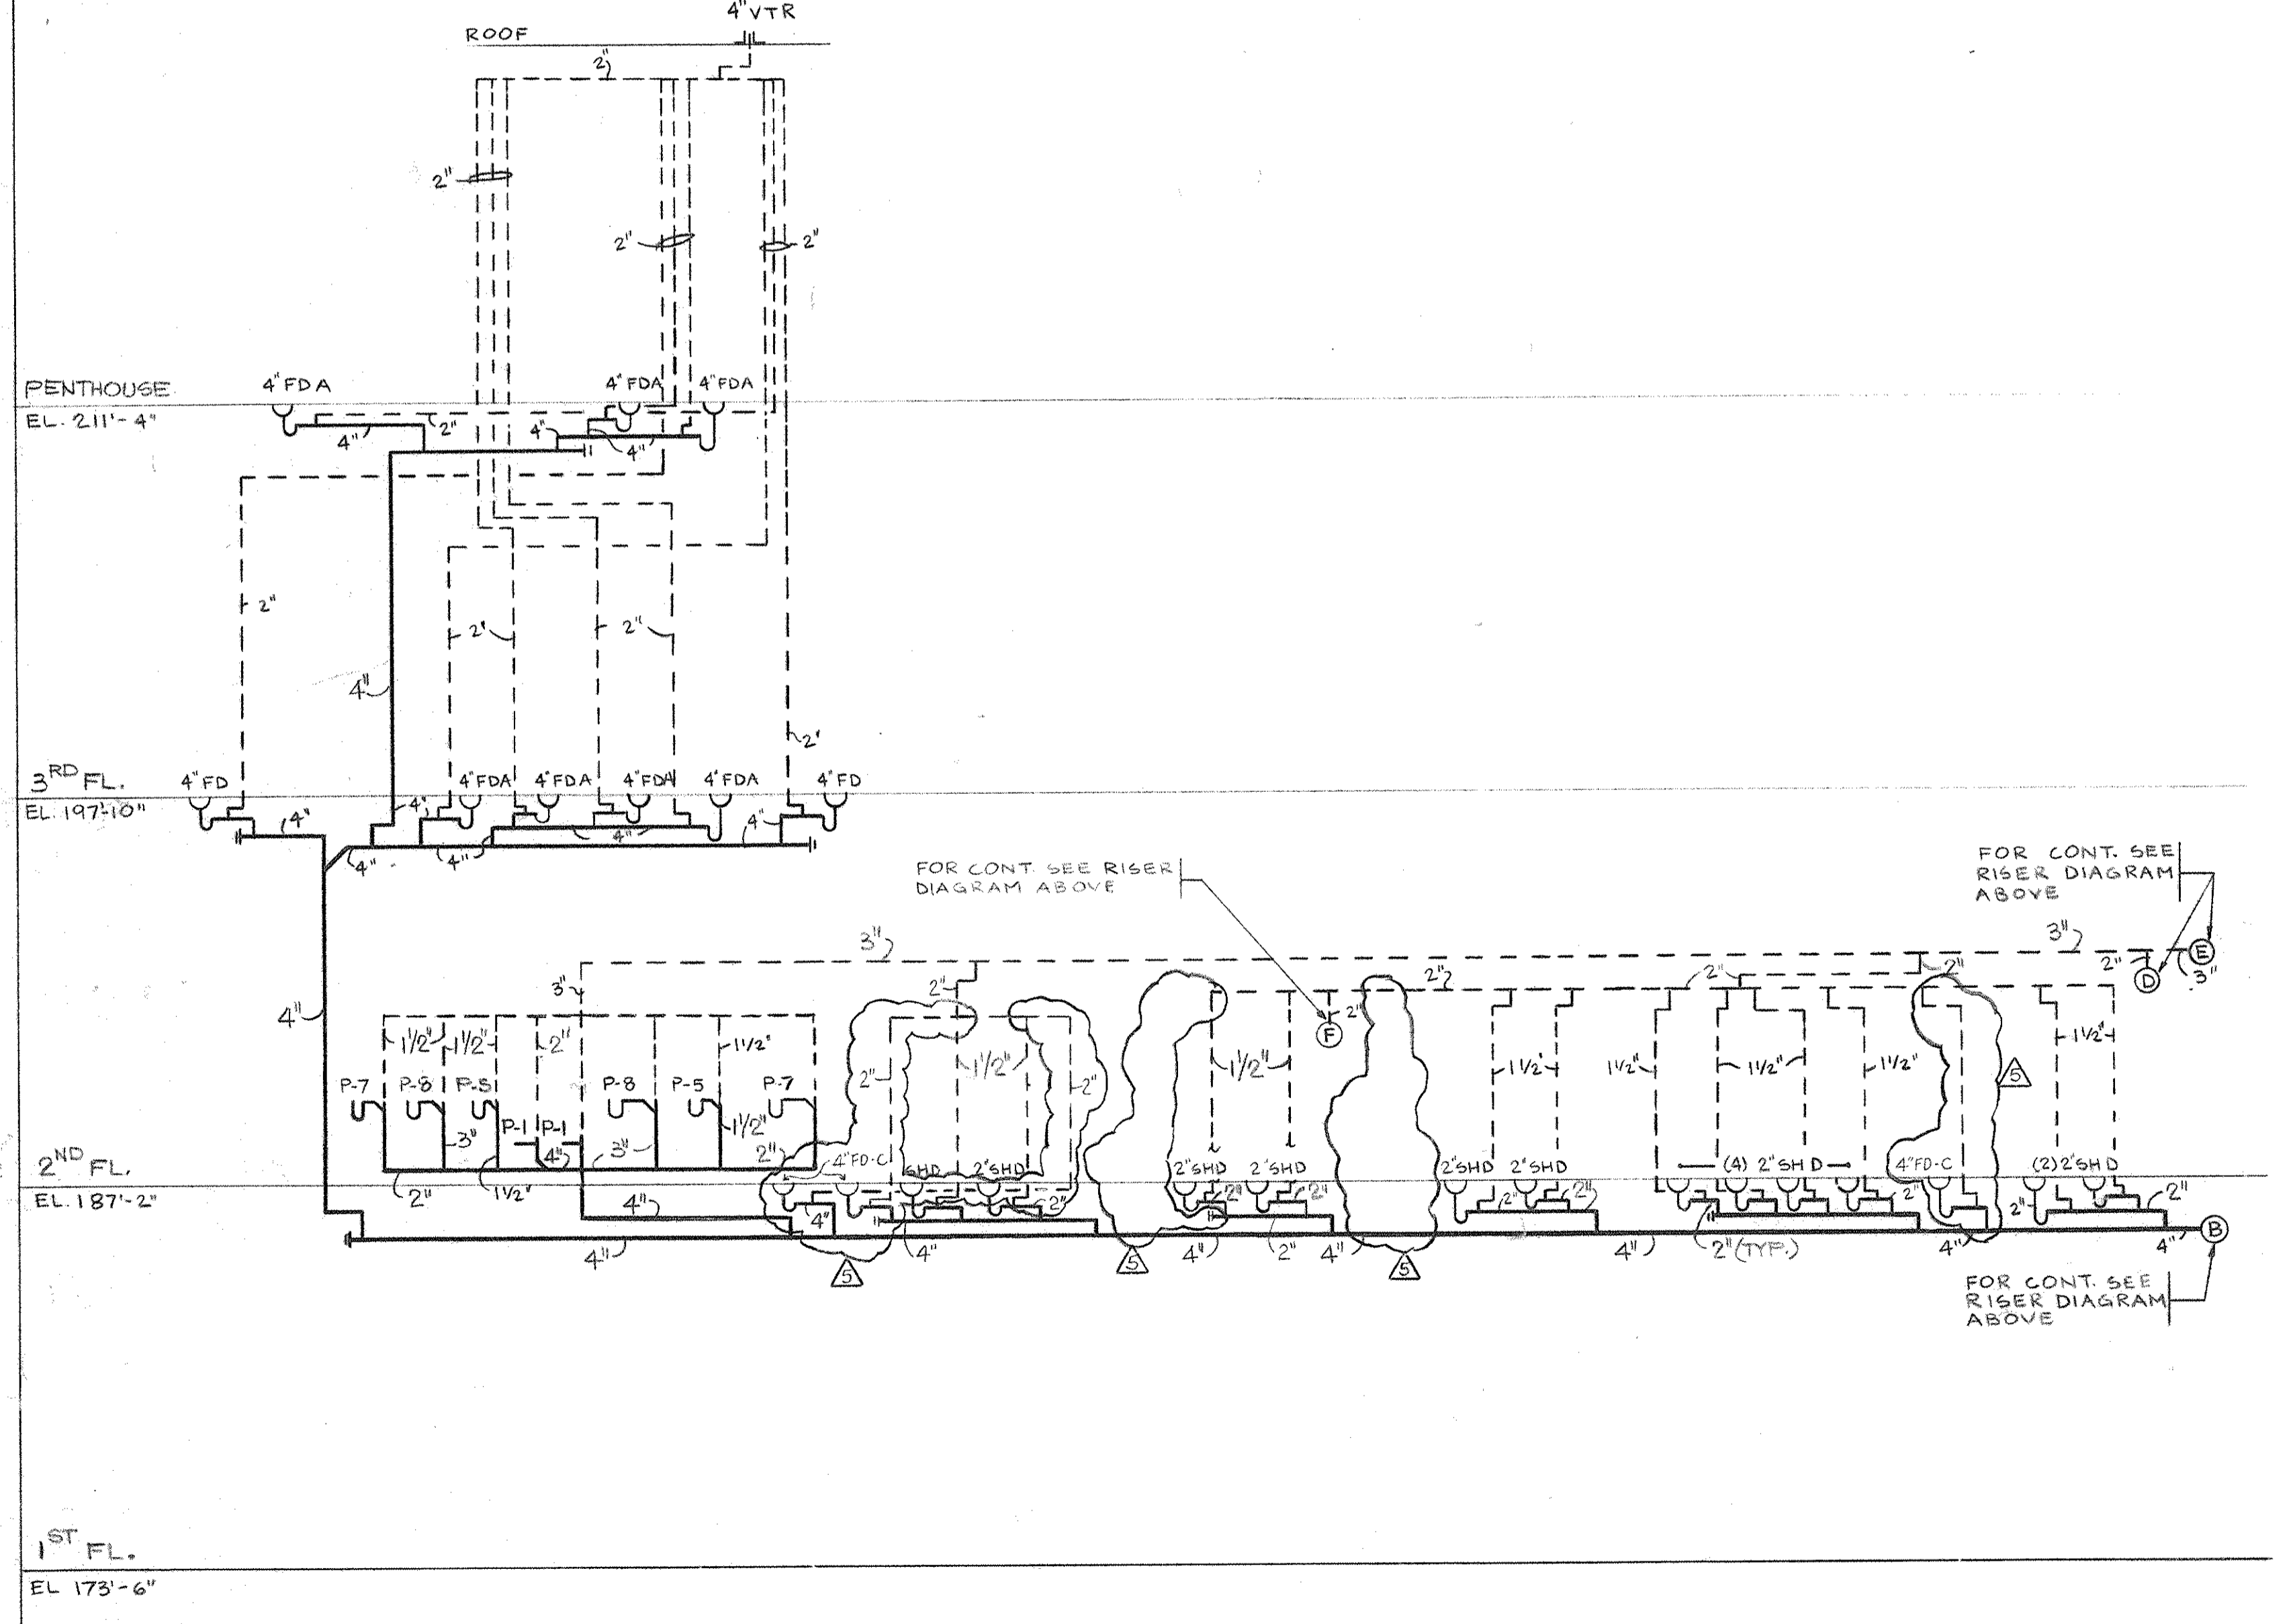 4" VTR
ROOF
2"
2"
2"
2"
PENTHOUSE
EL. 211'-4"
4" FDA
4" FDA
4" FDA
4"
2"
4"
4"
2"
2"
2"
4"
2"
3RD FL.
EL. 197'-10"
4" FD
4" FDA
4" FDA
4" FDA
4" FDA
4" FD
4"
4"
4"
4"
4"
4"
FOR CONT. SEE RISER
DIAGRAM ABOVE
FOR CONT. SEE
RISER DIAGRAM
ABOVE
3"
3"
E
2"
D
3"
4"
3"
2"
2"
2"
2"
2"
F
1 1/2"
1 1/2"
2"
1 1/2"
2"
1 1/2"
2"
1 1/2"
1 1/2"
1 1/2"
1 1/2"
1 1/2"
1 1/2"
5
P-7
P-8
P-5
P-1
P-1
P-8
P-5
P-7
3"
4"
3"
1 1/2"
2"
2ND FL.
EL. 187'-2"
4" FD-C
SHD
2" SHD
2" SHD
2" SHD
2" SHD
2" SHD
(4) 2" SHD
4" FD-C
(2) 2" SHD
2"
1 1/2"
4"
4"
2"
2"
2"
2"
2"
2"
2"
2"
4"
4"
4"
2"
4"
4"
2" (TYP.)
4"
4"
B
5
5
5
FOR CONT. SEE
RISER DIAGRAM
ABOVE
1ST FL.
EL 173'-6"